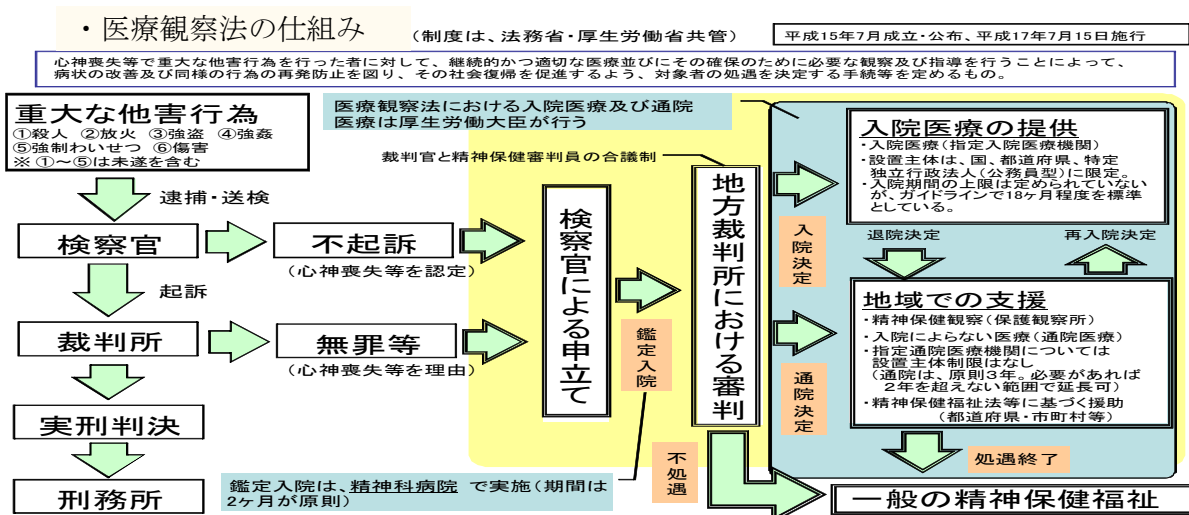 ・医療観察法の仕組み
(制度は、法務省・厚生労働省共管)
平成15年7月成立・公布、平成17年7月15日施行
心神喪失等で重大な他害行為を行った者に対して、継続的かつ適切な医療並びにその確保のために必要な観察及び指導を行うことによって、
病状の改善及び同様の行為の再発防止を図り、その社会復帰を促進するよう、対象者の処遇を決定する手続等を定めるもの。
重大な他害行為
①殺人 ②放火 ③強盗 ④強姦
⑤強制わいせつ ⑥傷害
※ ①～⑤は未遂を含む
逮捕・送検
検察官
起訴
裁判所
実刑判決
刑務所
不起訴
(心神喪失等を認定)
無罪等
(心神喪失等を理由)
検察官による申立て
鑑定入院
鑑定入院は、精神科病院 で実施(期間は
2ヶ月が原則)
医療観察法における入院医療及び通院
医療は厚生労働大臣が行う
裁判官と精神保健審判員の合議制
地方裁判所における審判
入院決定
通院決定
不処遇
入院医療の提供
・入院医療(指定入院医療機関)
・設置主体は、国、都道府県、特定
独立行政法人(公務員型)に限定。
・入院期間の上限は定められていない
が、ガイドラインで18ヶ月程度を標準
としている。
退院決定
再入院決定
地域での支援
・精神保健観察(保護観察所)
・入院によらない医療(通院医療)
・指定通院医療機関については
設置主体制限はなし
(通院は、原則3年。必要があれば
2年を超えない範囲で延長可)
・精神保健福祉法等に基づく援助
(都道府県・市町村等)
処遇終了
一般の精神保健福祉